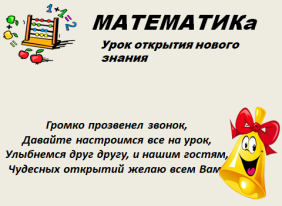 МАТЕМАТИКа
Урок открытия нового
знания
Громко прозвенел звонок,
Давайте настроимся все на урок,
Улыбнемся друг другу, и нашим гостям,
Чудесных открытий желаю всем Вам